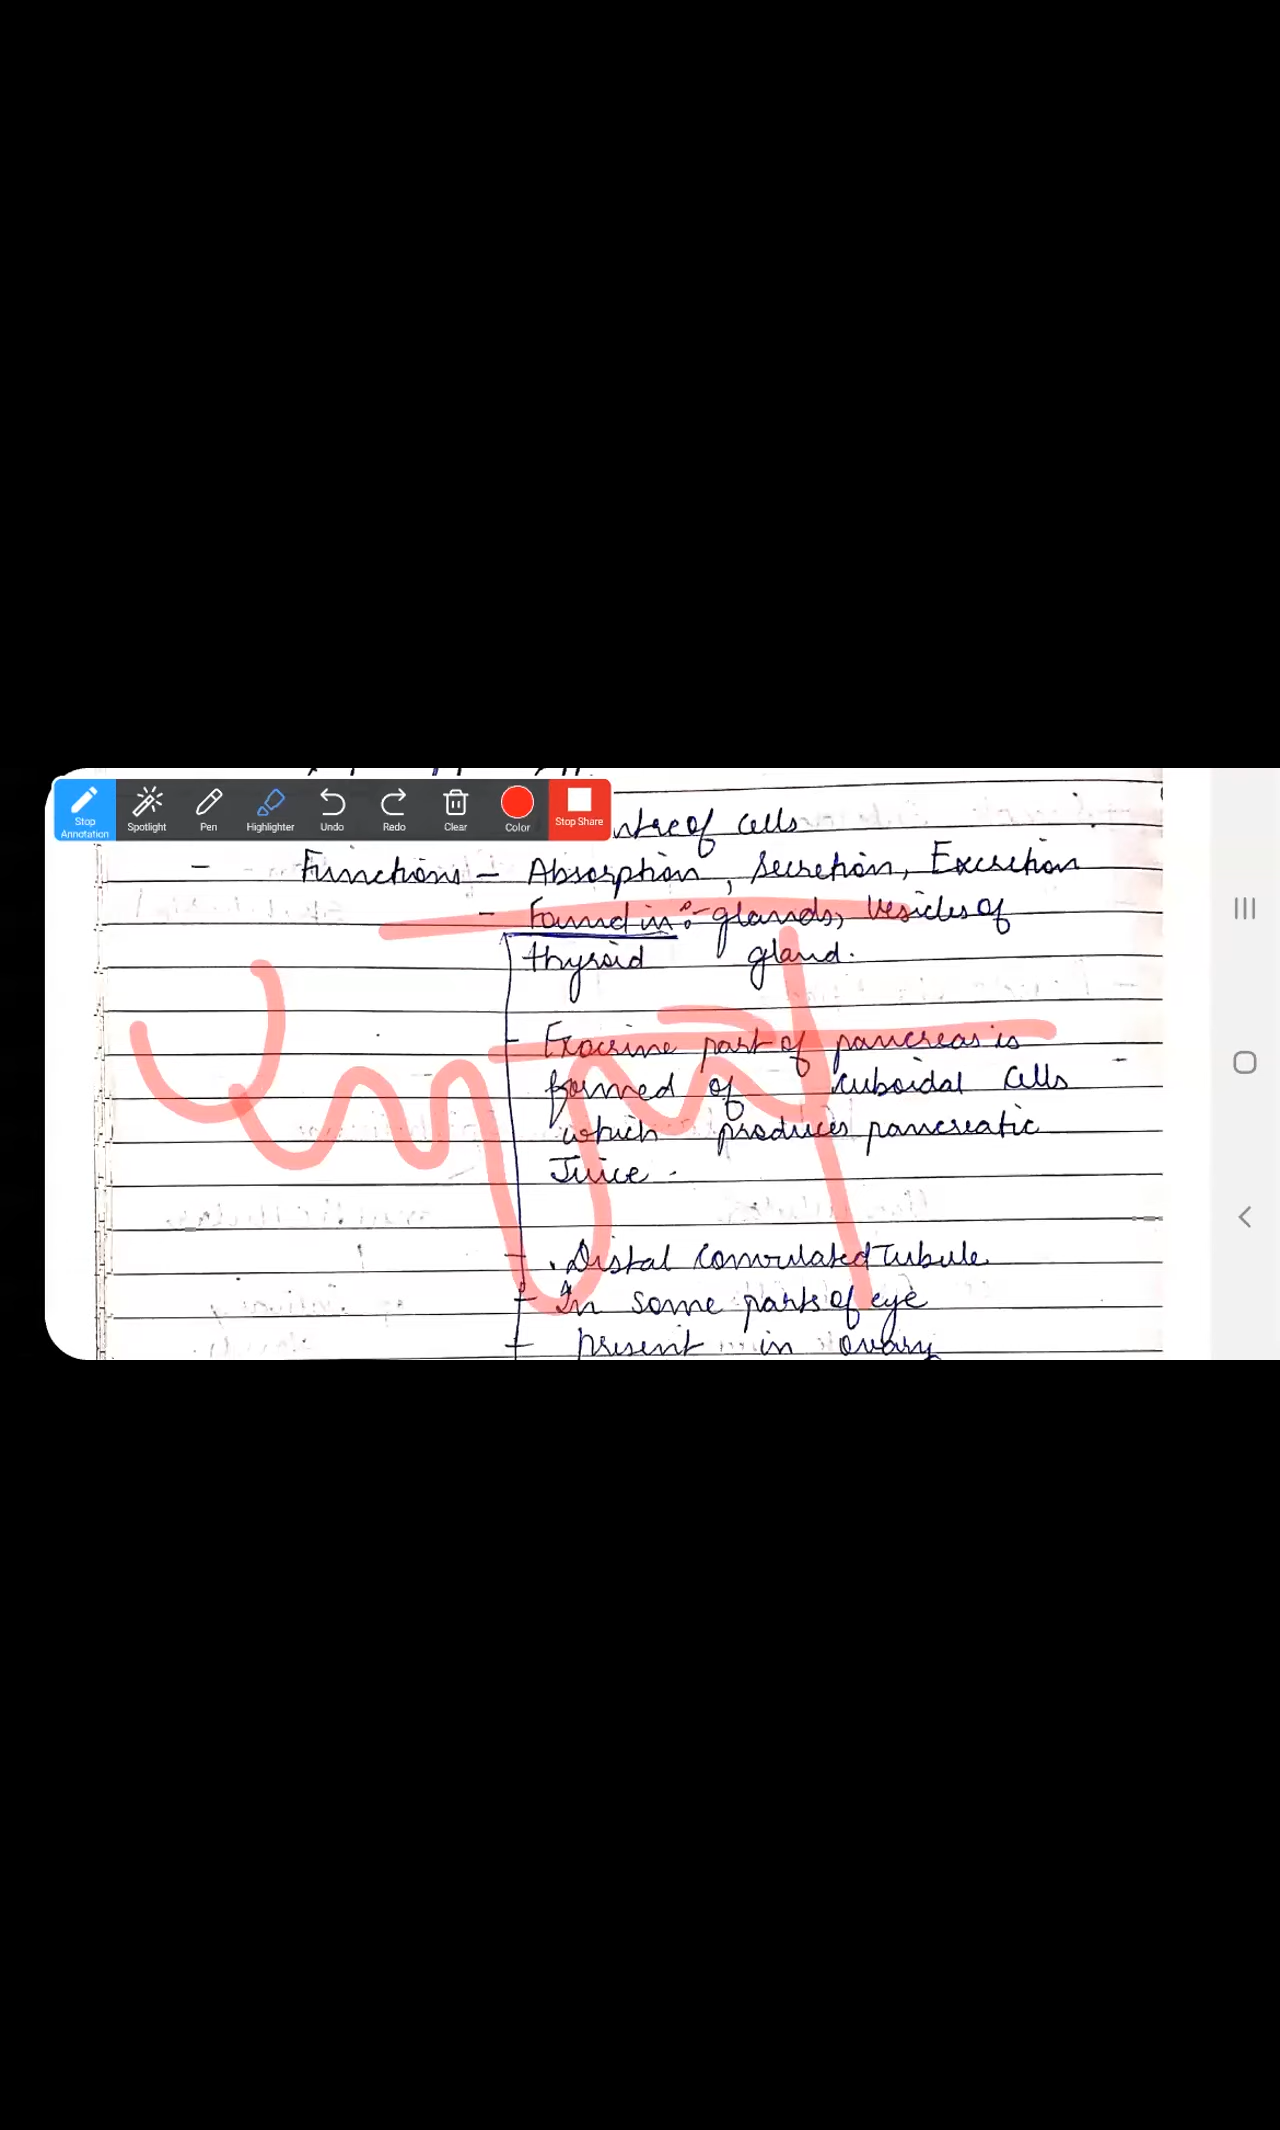 Stop Annotation Spotlight Pen Highlighter Undo Redo Clear Color Stop Share
of cells
- Functions - Absorption, Secretion, Excretion
- Found in :- glands, vesicles of
thyroid gland.
- Exocrine part of pancreas is
formed of cuboidal cells
which produces pancreatic
Juice.
- . Distal Convulated Tubule
- In some parts of eye
- present in ovary